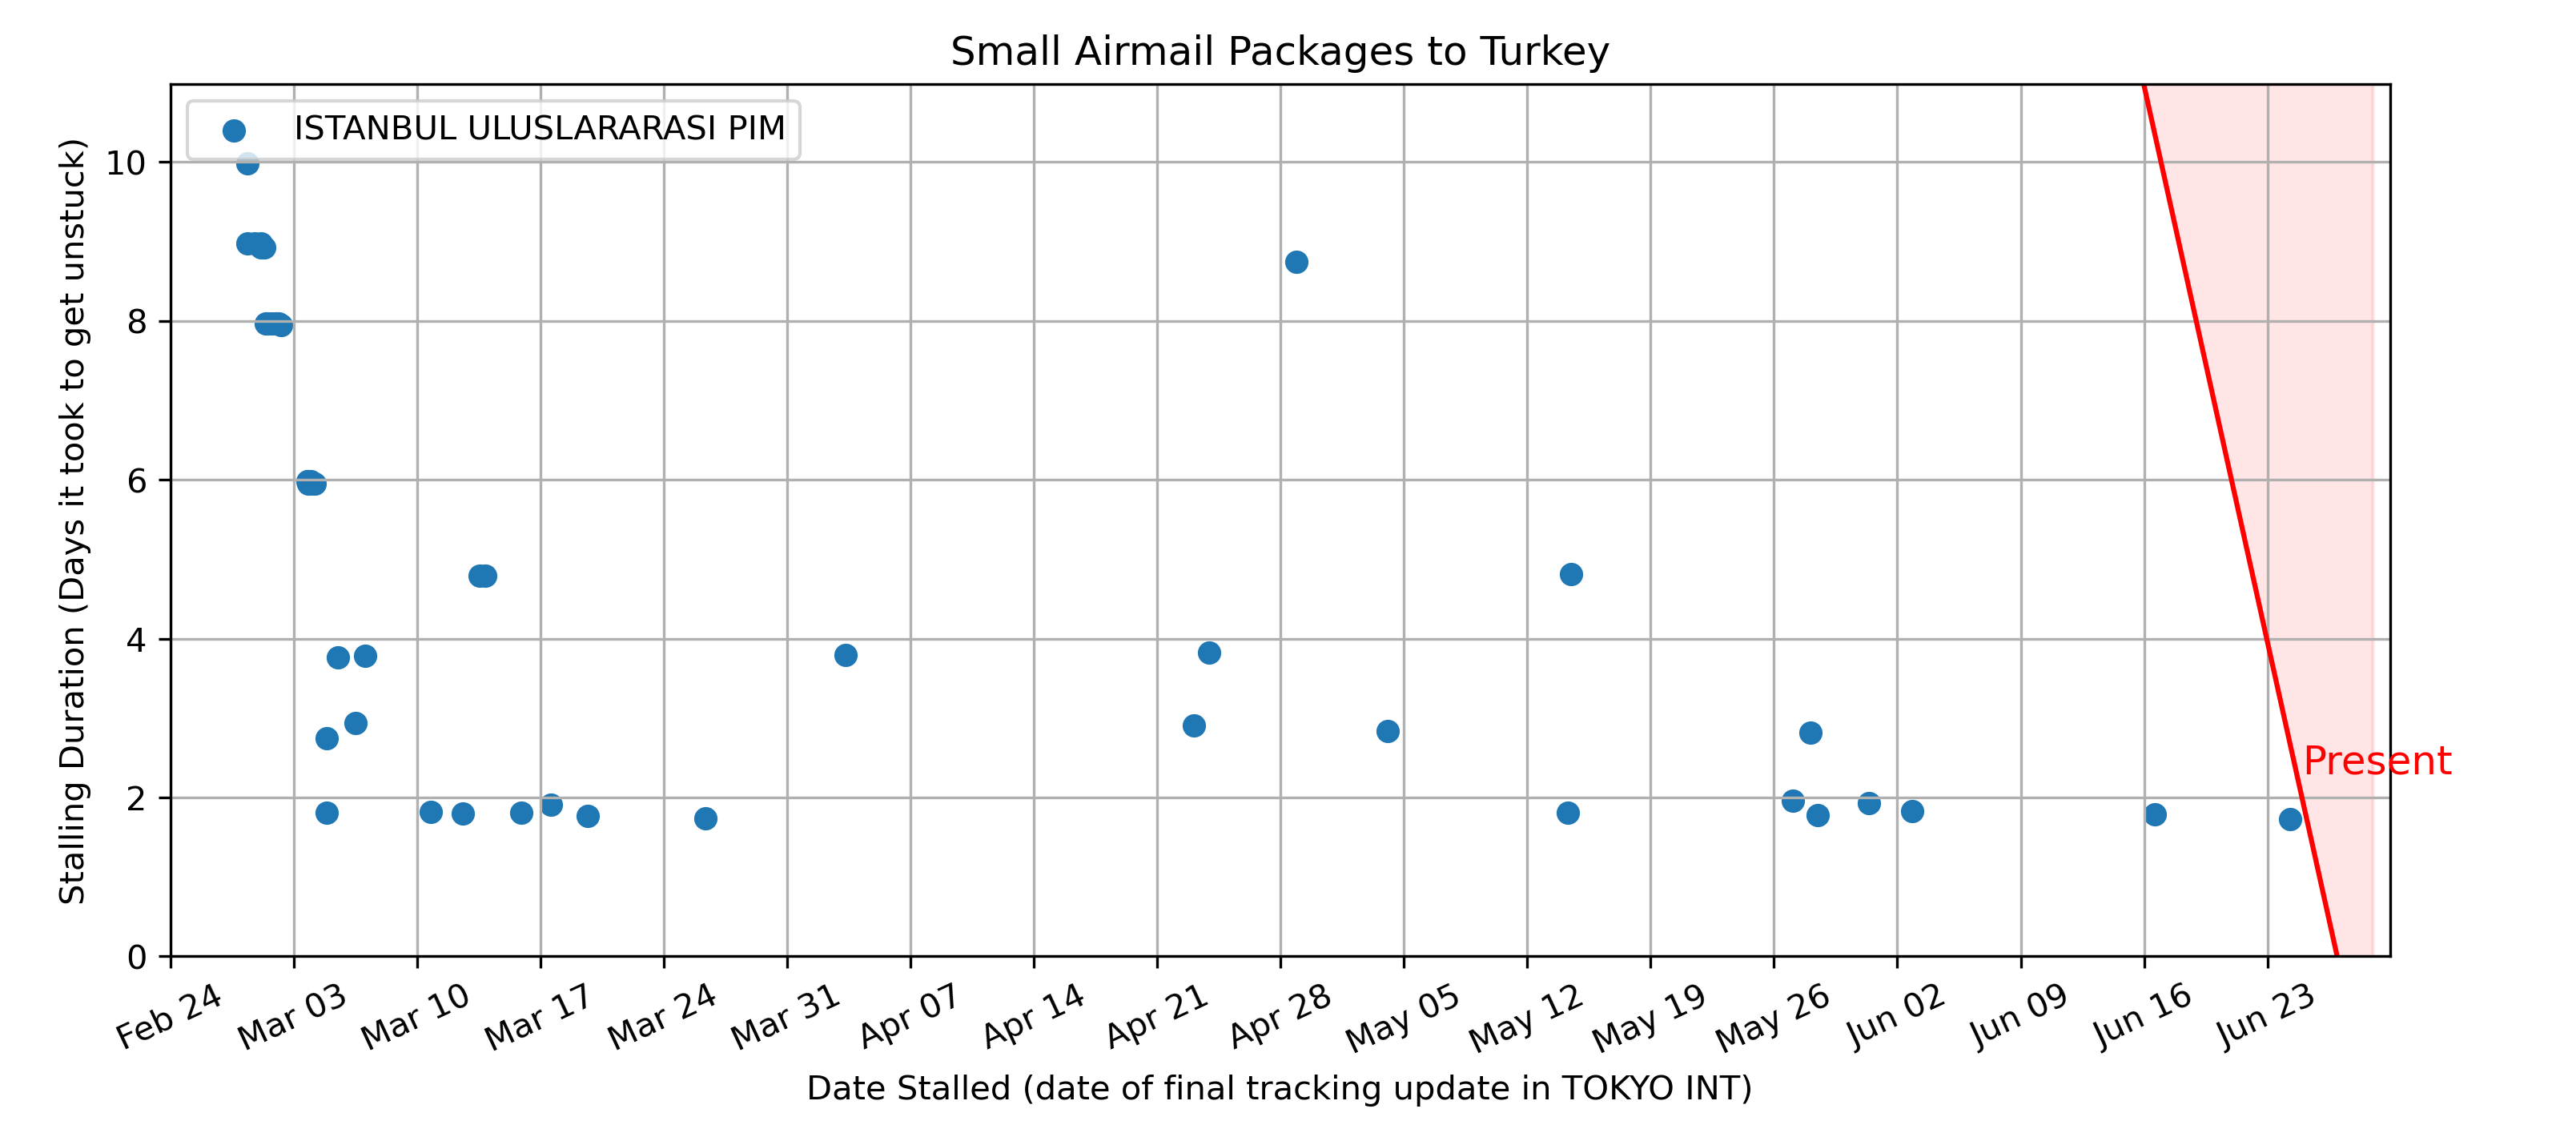 Small Airmail Packages to Turkey
ISTANBUL ULUSLARARASI PIM
Stalling Duration (Days it took to get unstuck)
10
8
6
4
2
0
Present
Feb 24
Mar 03
Mar 10
Mar 17
Mar 24
Mar 31
Apr 07
Apr 14
Apr 21
Apr 28
May 05
May 12
May 19
May 26
Jun 02
Jun 09
Jun 16
Jun 23
Date Stalled (date of final tracking update in TOKYO INT)